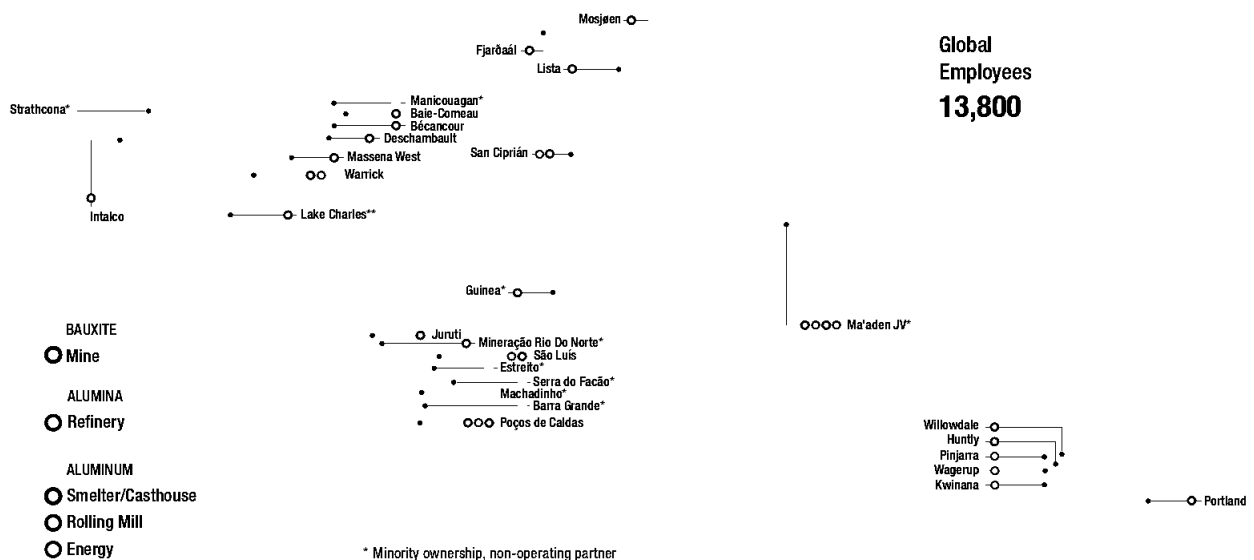 Mosjøen
Fjarðaál
Lista
Global
Employees
13,800
Strathcona*
Manicouagan*
Baie-Comeau
Bécancour
Deschambault
Massena West
San Ciprián
Warrick
Intalco
Lake Charles**
Guinea*
Ma'aden JV*
BAUXITE
Mine
ALUMINA
Refinery
ALUMINUM
Smelter/Casthouse
Rolling Mill
Energy
Juruti
Mineração Rio Do Norte*
São Luís
Estreito*
Serra do Facão*
Machadinho*
Barra Grande*
Poços de Caldas
Willowdale
Huntly
Pinjarra
Wagerup
Kwinana
Portland
* Minority ownership, non-operating partner